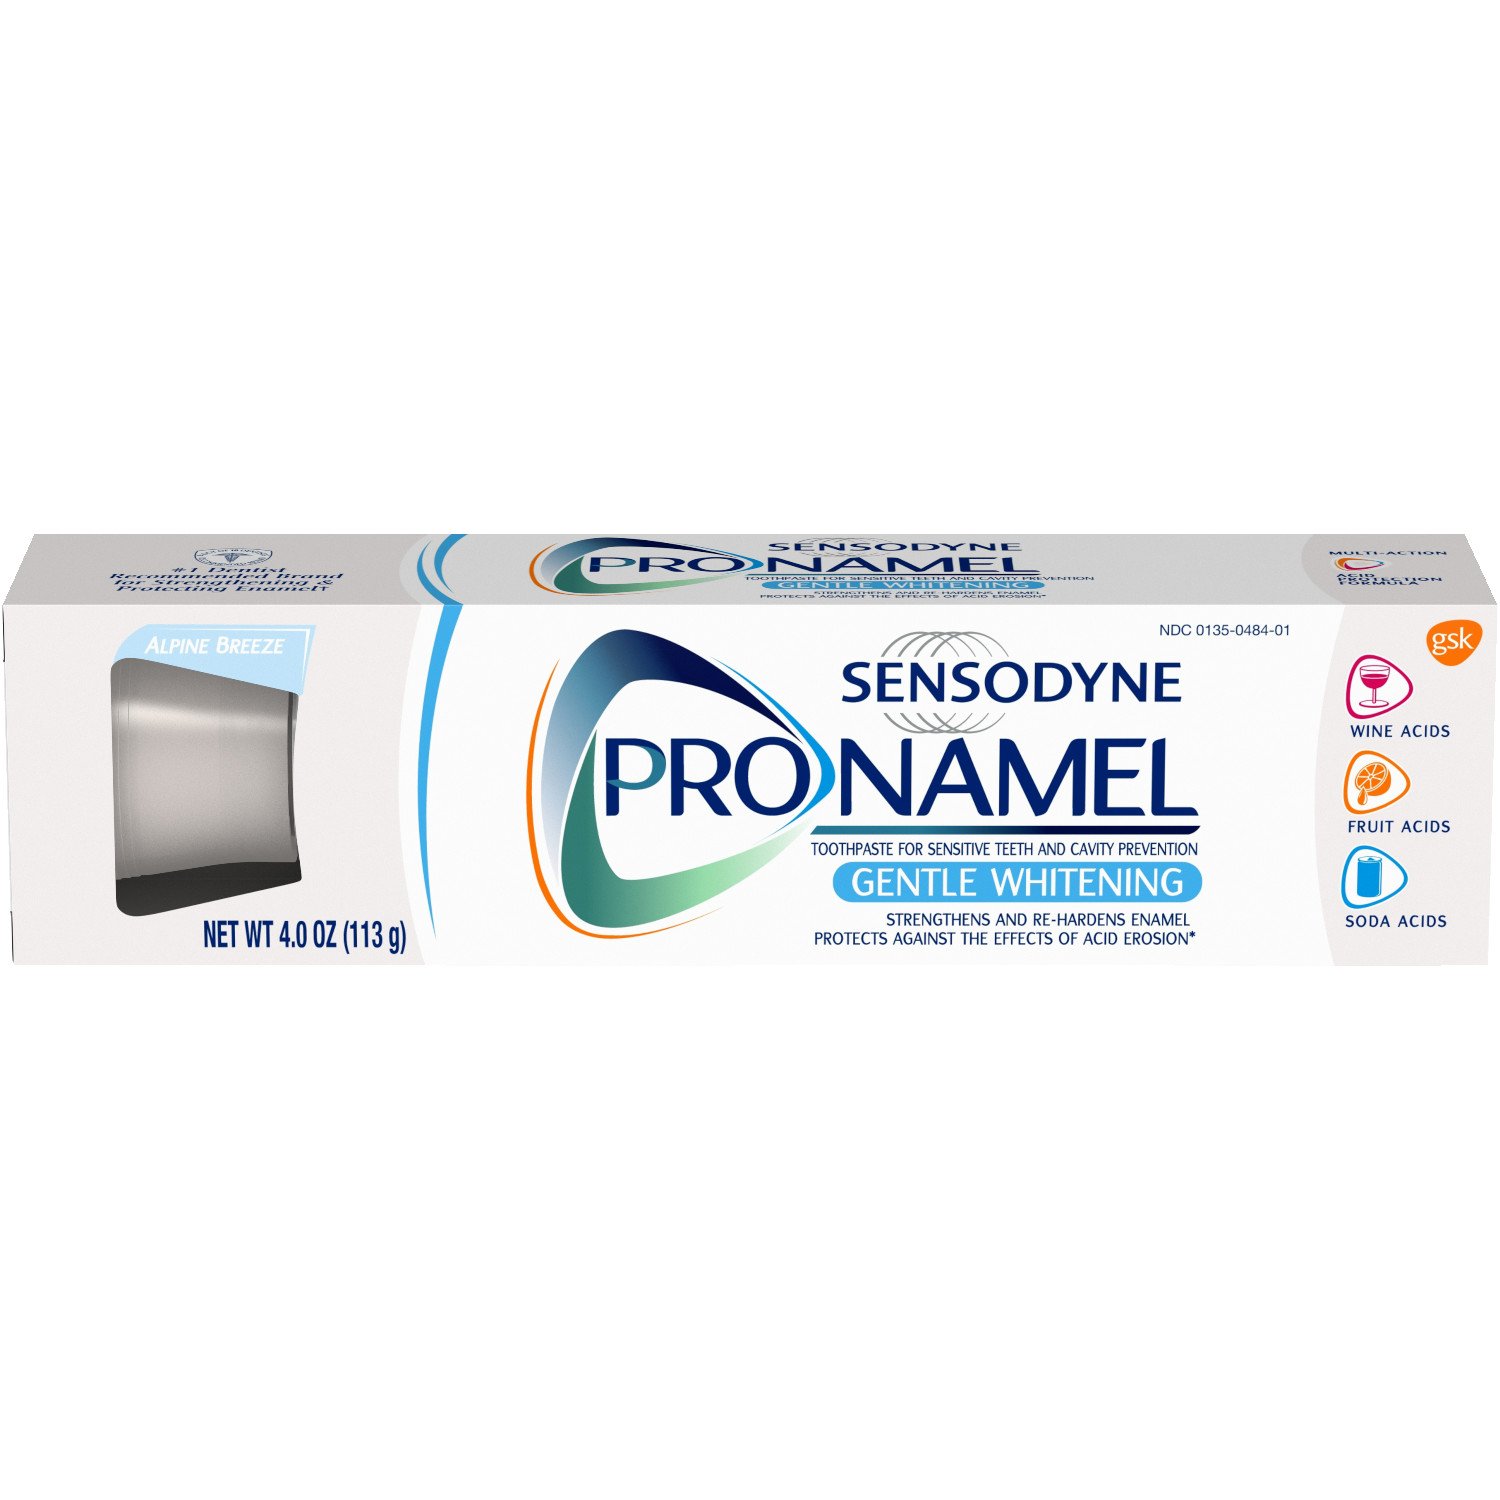 #1 Dentist
Recommended Brand
for Strengthening &
Protecting Enamel†
SENSODYNE
PRONAMEL
TOOTHPASTE FOR SENSITIVE TEETH AND CAVITY PREVENTION
GENTLE WHITENING
STRENGTHENS AND RE-HARDENS ENAMEL
PROTECTS AGAINST THE EFFECTS OF ACID EROSION*
MULTI-ACTION
ACID
PROTECTION
FORMULA
ALPINE BREEZE
NET WT 4.0 OZ (113 g)
NDC 0135-0484-01
SENSODYNE
PRONAMEL
TOOTHPASTE FOR SENSITIVE TEETH AND CAVITY PREVENTION
GENTLE WHITENING
STRENGTHENS AND RE-HARDENS ENAMEL
PROTECTS AGAINST THE EFFECTS OF ACID EROSION*
gsk
WINE ACIDS
FRUIT ACIDS
SODA ACIDS